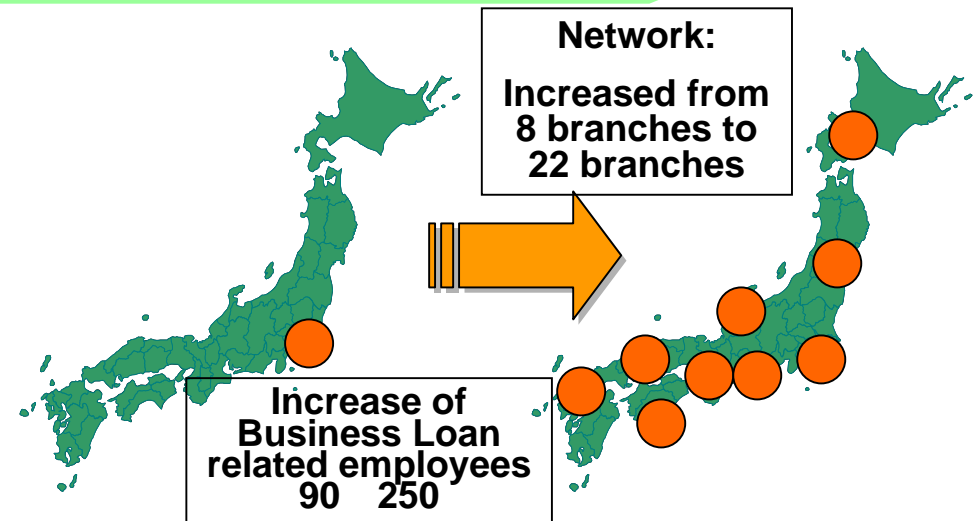 Network:
Increased from
8 branches to
22 branches
Increase of
Business Loan
related employees
90 250